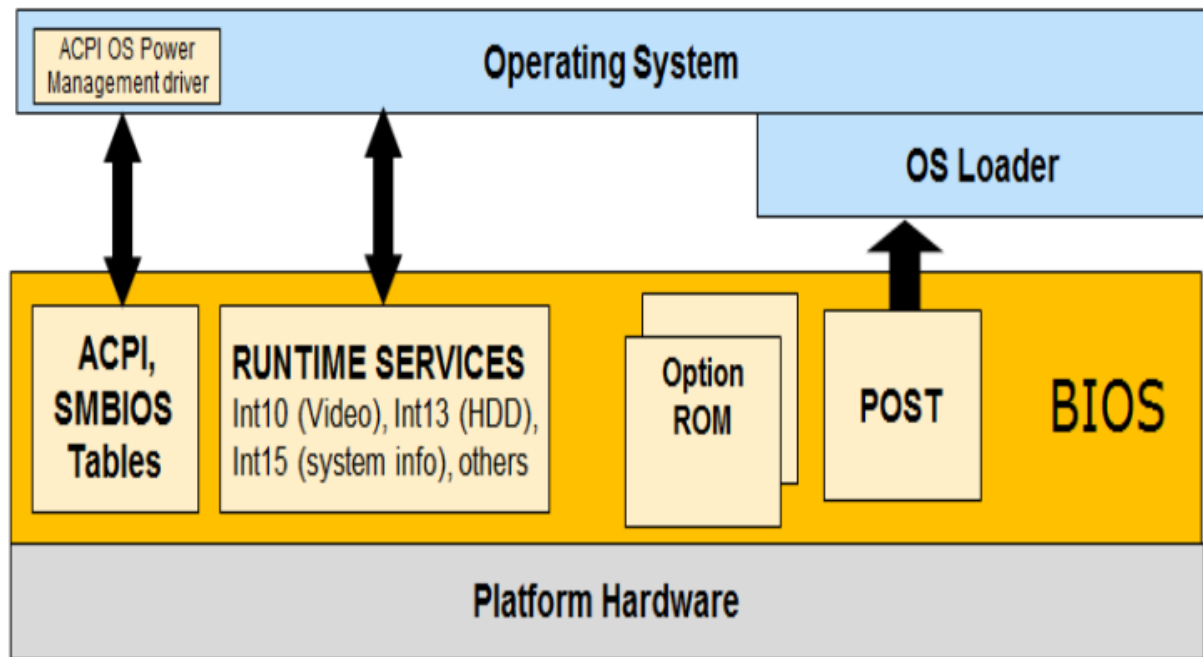 ACPI OS Power
Management driver
Operating System
OS Loader
ACPI,
SMBIOS
Tables
RUNTIME SERVICES
Int10 (Video), Int13 (HDD),
Int15 (system info), others
Option
ROM
POST
BIOS
Platform Hardware